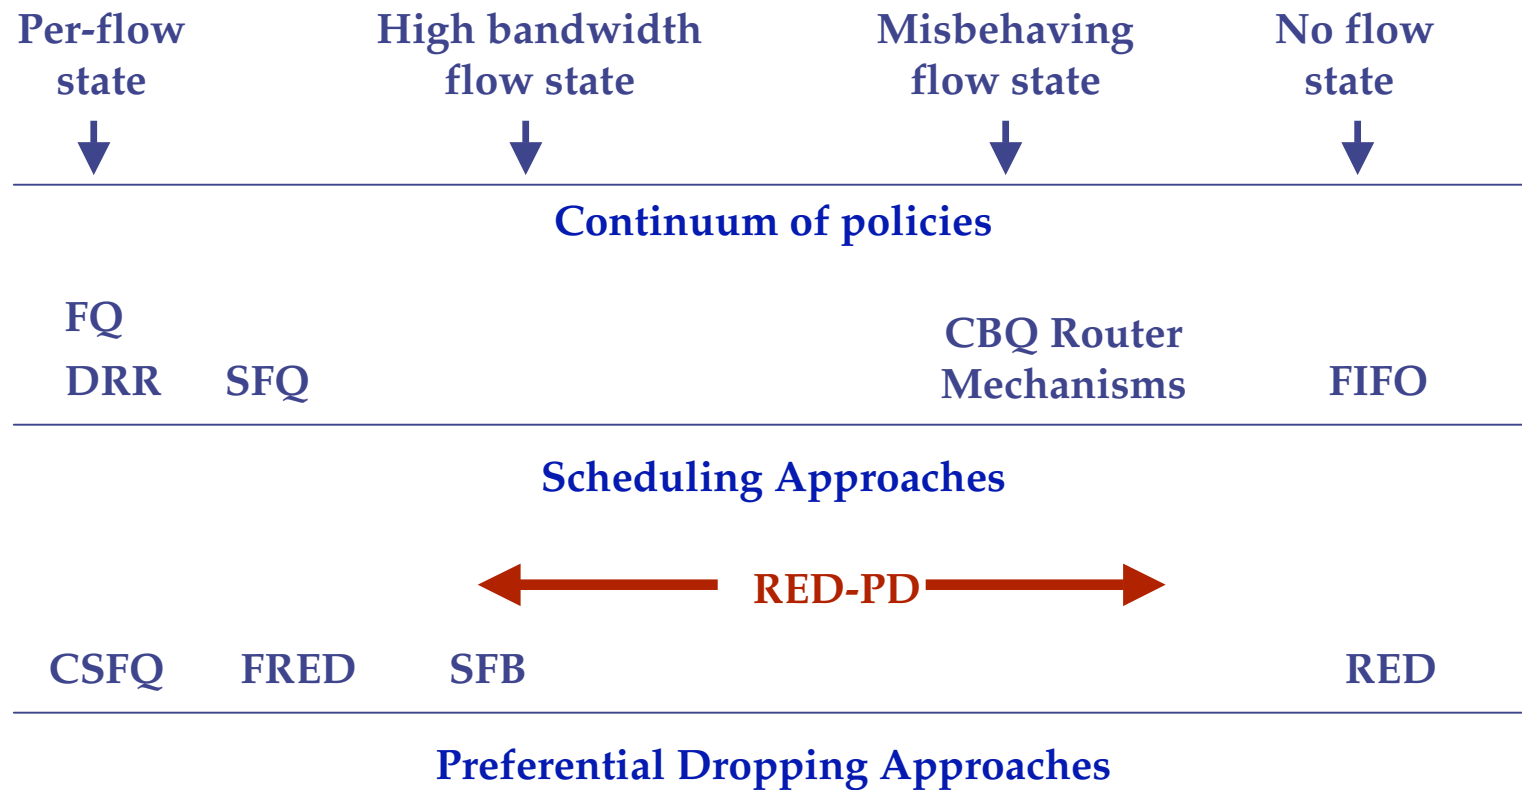 Per-flow
state
High bandwidth
flow state
Misbehaving
flow state
No flow
state
Continuum of policies
FQ
DRR
SFQ
CBQ Router
Mechanisms
FIFO
Scheduling Approaches
RED-PD
CSFQ
FRED
SFB
RED
Preferential Dropping Approaches